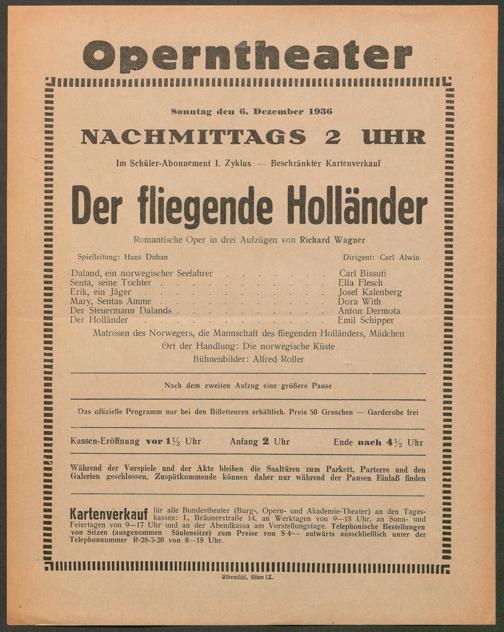 Operntheater
Sonntag den 6. Dezember 1936
NACHMITTAGS 2 UHR
Im Schüler-Abonnement I. Zyklus — Beschränkter Kartenverkauf
Der fliegende Holländer
Romantische Oper in drei Aufzügen von Richard Wagner
Spielleitung: Hans Duhan Dirigent: Carl Alwin
Daland, ein norwegischer Seefahrer . . . . . . . Carl Bissuti
Senta, seine Tochter . . . . . . . . . . . Ella Flesch
Erik, ein Jäger . . . . . . . . . . . . Josef Kalenberg
Mary, Sentas Amme . . . . . . . . . . . Dora With
Der Steuermann Dalands . . . . . . . . . Anton Dermota
Der Holländer . . . . . . . . . . . . Emil Schipper
Matrosen des Norwegers, die Mannschaft des fliegenden Holländers, Mädchen
Ort der Handlung: Die norwegische Küste
Bühnenbilder: Alfred Roller
Nach dem zweiten Aufzug eine größere Pause
Das offizielle Programm nur bei den Billetteuren erhältlich. Preis 50 Groschen — Garderobe frei
Kassen-Eröffnung vor 1½ Uhr Anfang 2 Uhr Ende nach 4½ Uhr
Während der Vorspiele und der Akte bleiben die Saaltüren zum Parkett, Parterre und den
Galerien geschlossen. Zuspätkommende können daher nur während der Pausen Einlaß finden
Kartenverkauf für alle Bundestheater (Burg-, Opern- und Akademie-Theater) an den Tages-
kassen: I., Bräunerstraße 14, an Werktagen von 9—18 Uhr, an Sonn- und
Feiertagen von 9—17 Uhr und an der Abendkassa am Vorstellungstage. Telephonische Bestellungen
von Sitzen (ausgenommen Säulensitze) zum Preise von S 4·— aufwärts ausschließlich unter der
Telephonnummer R-28-3-20 von 8—18 Uhr.
Elbemühl, Wien IX.